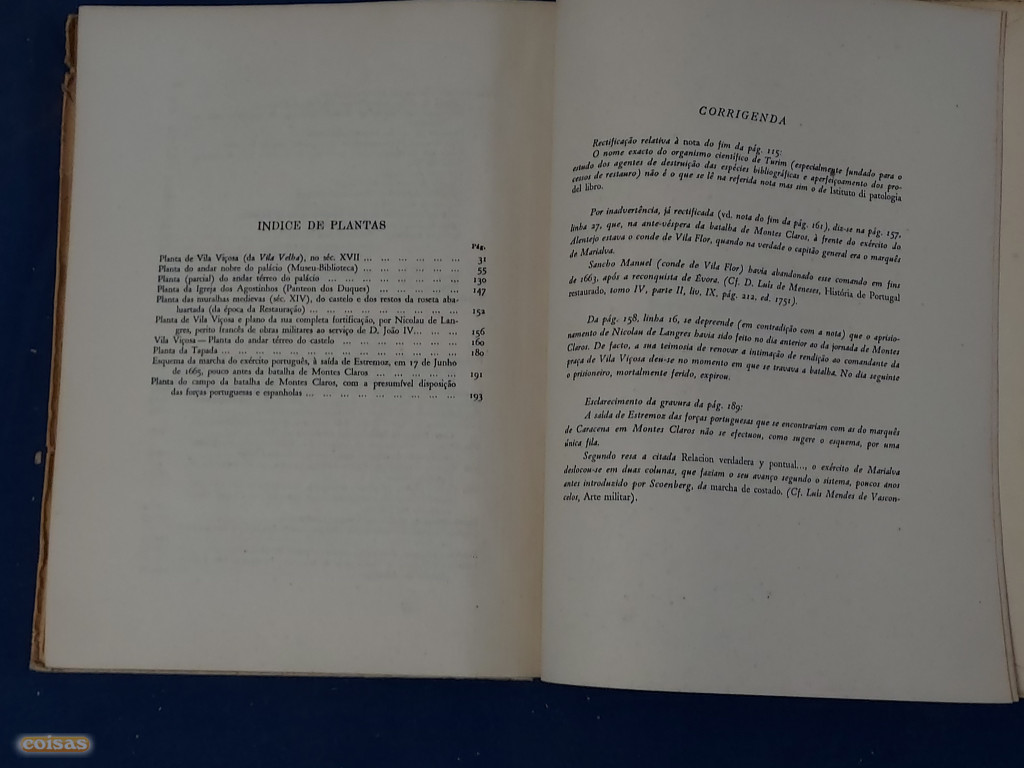 INDICE DE PLANTAS
Pág.
Planta de Vila Viçosa (da Vila Velha), no séc. XVII ... ... ... ... ... ... 31
Planta do andar nobre do palácio (Museu-Biblioteca) ... ... ... ... ... ... 55
Planta (parcial) do andar térreo do palácio ... ... ... ... ... ... ... ... 130
Planta da Igreja dos Agostinhos (Panteon dos Duques) ... ... ... ... ... 147
Planta das muralhas medievas (séc. XIV), do castelo e dos restos da roseta aba-
luartada (da época da Restauração) ... ... ... ... ... ... ... ... ... 152
Planta de Vila Viçosa e plano da sua completa fortificação, por Nicolau de Lan-
gres, perito francês de obras militares ao serviço de D. João IV... ... ... 156
Vila Viçosa — Planta do andar térreo do castelo ... ... ... ... ... ... ... 160
Planta da Tapada ... ... ... ... ... ... ... ... ... ... ... ... ... ... 180
Esquema da marcha do exército português, à saída de Estremoz, em 17 de Junho
de 1665, pouco antes da batalha de Montes Claros ... ... ... ... ... ... 191
Planta do campo da batalha de Montes Claros, com a presumível disposição
das forças portuguesas e espanholas ... ... ... ... ... ... ... ... ... 193
CORRIGENDA
Rectificação relativa à nota do fim da pág. 115:
O nome exacto do organismo científico de Turim (especialmente fundado para o
estudo dos agentes de destruição das espécies bibliográficas e aperfeiçoamento dos pro-
cessos de restauro) não é o que se lê na referida nota mas sim o de Istituto di patologia
del libro.
Por inadvertência, já rectificada (vd. nota do fim da pág. 161), diz-se na pág. 157,
linha 27, que, na ante-véspera da batalha de Montes Claros, à frente do exército do
Alentejo estava o conde de Vila Flor, quando na verdade o capitão general era o marquês
de Marialva.
Sancho Manuel (conde de Vila Flor) havia abandonado esse comando em fins
de 1663, após a reconquista de Évora. (Cf. D. Luís de Meneses, História de Portugal
restaurado, tomo IV, parte II, liv. IX, pág. 212, ed. 1751).
Da pág. 158, linha 16, se depreende (em contradição com a nota) que o aprisio-
namento de Nicolau de Langres havia sido feito no dia anterior ao da jornada de Montes
Claros. De facto, a sua teimosia de renovar a intimação de rendição ao comandante da
praça de Vila Viçosa deu-se no momento em que se travava a batalha. No dia seguinte
o prisioneiro, mortalmente ferido, expirou.
Esclarecimento da gravura da pág. 189:
A saída de Estremoz das forças portuguesas que se encontrariam com as do marquês
de Caracena em Montes Claros não se efectuou, como sugere o esquema, por uma
única fila.
Segundo resa a citada Relacion verdadera y pontual..., o exército de Marialva
deslocou-se em duas colunas, que faziam o seu avanço segundo o sistema, poucos anos
antes introduzido por Scoenberg, da marcha de costado. (Cf. Luís Mendes de Vascon-
celos, Arte militar).
coisas